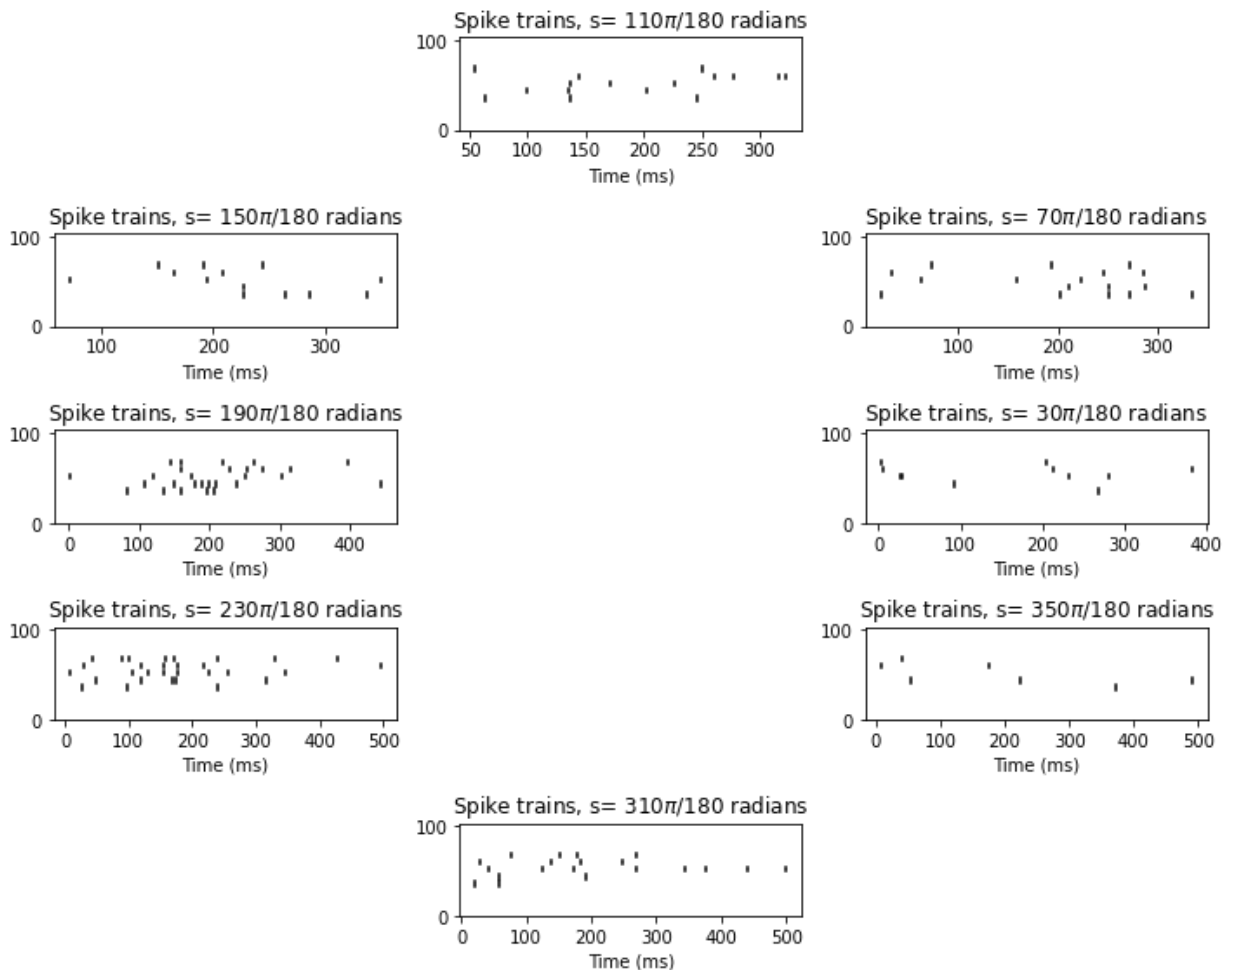 Spike trains, s= 110π/180 radians
100
0
50 100 150 200 250 300
Time (ms)
Spike trains, s= 150π/180 radians
100
0
100 200 300
Time (ms)
Spike trains, s= 70π/180 radians
100
0
100 200 300
Time (ms)
Spike trains, s= 190π/180 radians
100
0
0 100 200 300 400
Time (ms)
Spike trains, s= 30π/180 radians
100
0
0 100 200 300 400
Time (ms)
Spike trains, s= 230π/180 radians
100
0
0 100 200 300 400 500
Time (ms)
Spike trains, s= 350π/180 radians
100
0
0 100 200 300 400 500
Time (ms)
Spike trains, s= 310π/180 radians
100
0
0 100 200 300 400 500
Time (ms)